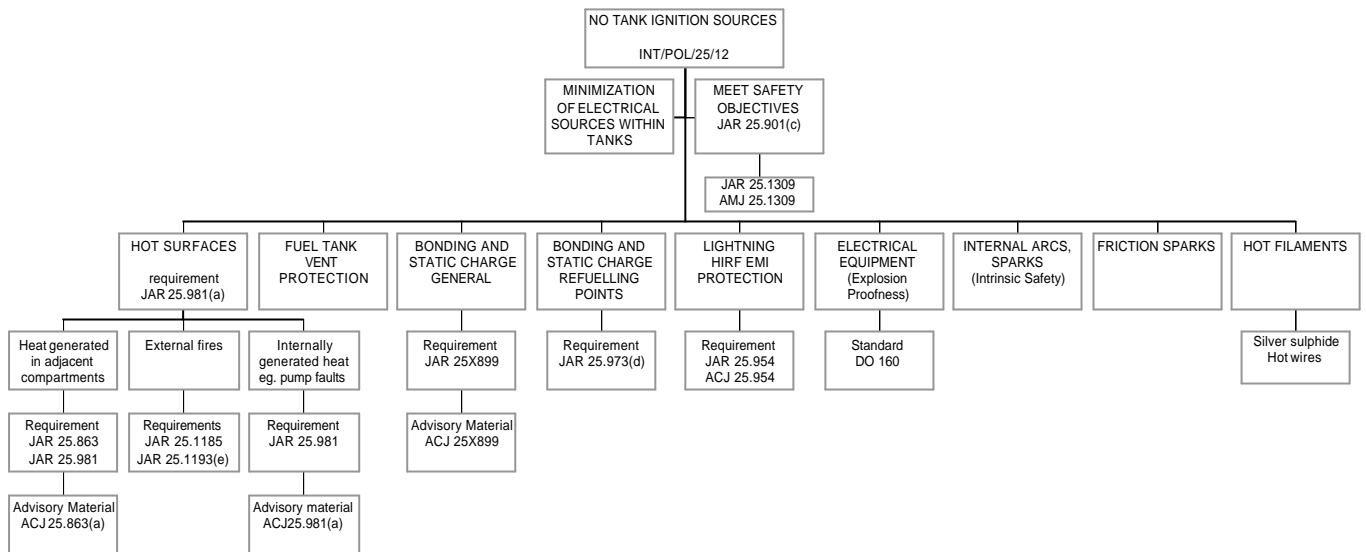 NO TANK IGNITION SOURCES
INT/POL/25/12
MINIMIZATION
OF ELECTRICAL
SOURCES WITHIN
TANKS
MEET SAFETY
OBJECTIVES
JAR 25.901(c)
JAR 25.1309
AMJ 25.1309
HOT SURFACES
requirement
JAR 25.981(a)
FUEL TANK
VENT
PROTECTION
BONDING AND
STATIC CHARGE
GENERAL
BONDING AND
STATIC CHARGE
REFUELLING
POINTS
LIGHTNING
HIRF EMI
PROTECTION
ELECTRICAL
EQUIPMENT
(Explosion
Proofness)
INTERNAL ARCS,
SPARKS
(Intrinsic Safety)
FRICTION SPARKS
HOT FILAMENTS
Heat generated
in adjacent
compartments
External fires
Internally
generated heat
eg. pump faults
Requirement
JAR 25X899
Requirement
JAR 25.973(d)
Requirement
JAR 25.954
ACJ 25.954
Standard
DO 160
Silver sulphide
Hot wires
Requirement
JAR 25.863
JAR 25.981
Requirements
JAR 25.1185
JAR 25.1193(e)
Requirement
JAR 25.981
Advisory Material
ACJ 25X899
Advisory Material
ACJ 25.863(a)
Advisory material
ACJ25.981(a)